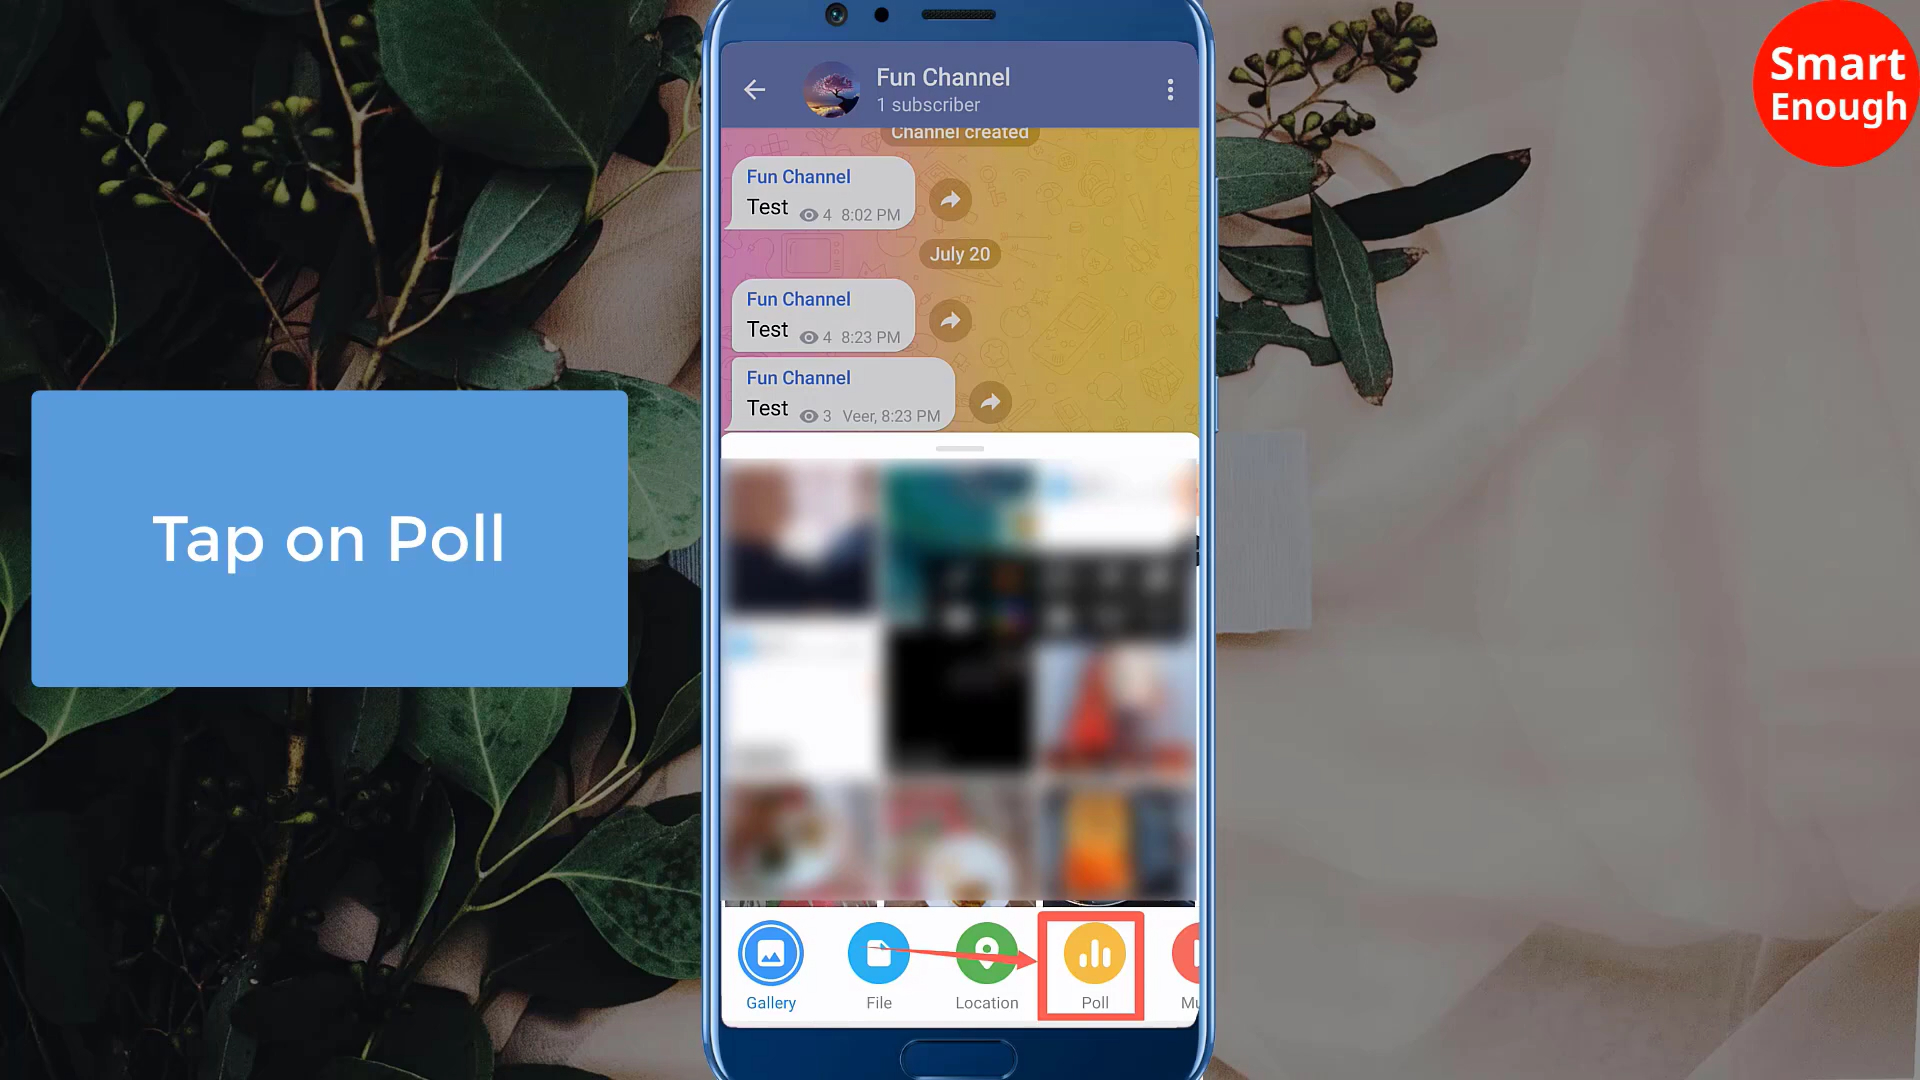 Smart
Enough
Fun Channel
1 subscriber
Channel created
Fun Channel
Test 4 8:02 PM
July 20
Fun Channel
Test 4 8:23 PM
Fun Channel
Test 3 Veer, 8:23 PM
Tap on Poll
Gallery File Location Poll Mu